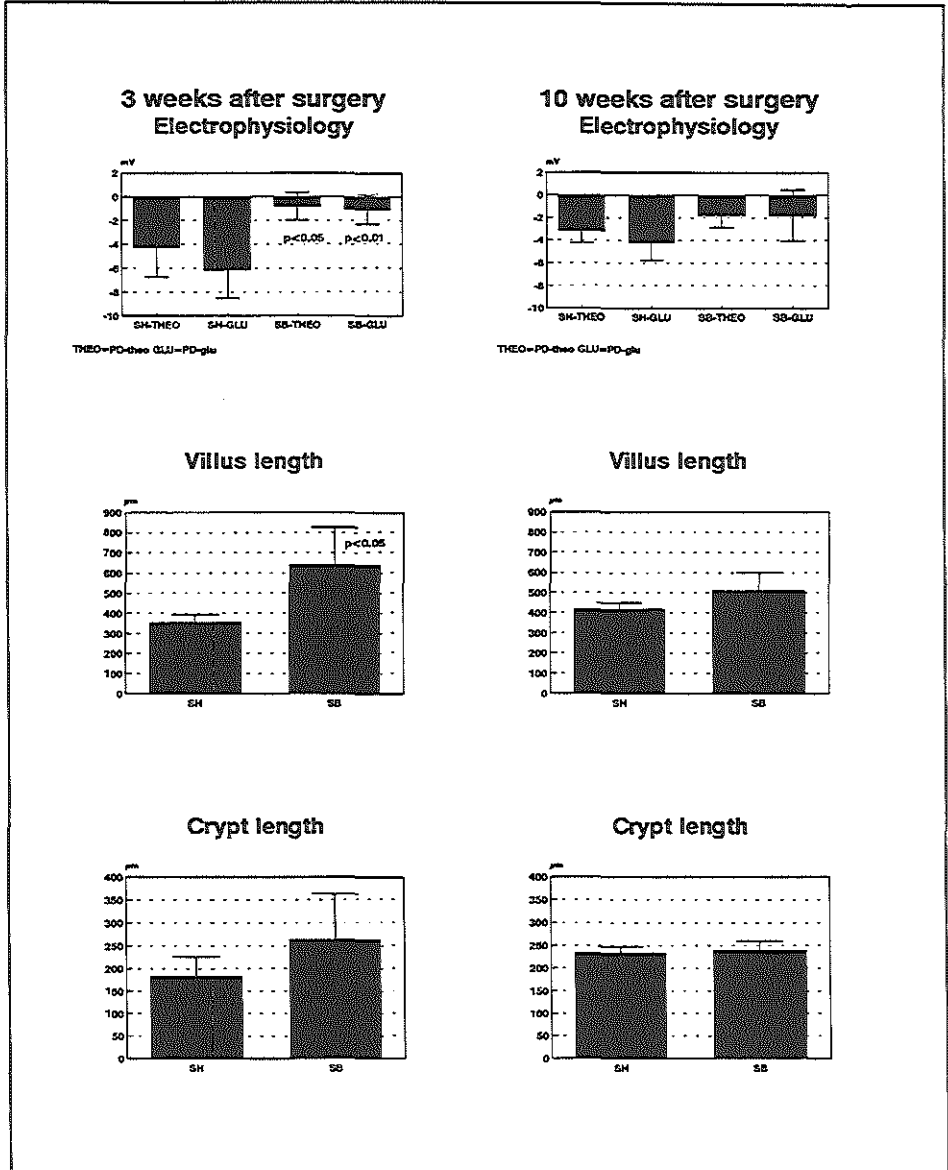 3 weeks after surgery
Electrophysiology
mV
2
0
-2
-4
-6
-8
-10
p<0.05
p<0.01
SH-THEO SH-GLU SB-THEO SB-GLU
THEO=PD-theo GLU=PD-glu
10 weeks after surgery
Electrophysiology
mV
2
0
-2
-4
-6
-8
-10
SH-THEO SH-GLU SB-THEO SB-GLU
THEO=PD-theo GLU=PD-glu
Villus length
µm
900
800
700
600
500
400
300
200
100
0
p<0.05
SH SB
Villus length
µm
900
800
700
600
500
400
300
200
100
0
SH SB
Crypt length
µm
400
350
300
250
200
150
100
50
0
SH SB
Crypt length
µm
400
350
300
250
200
150
100
50
0
SH SB